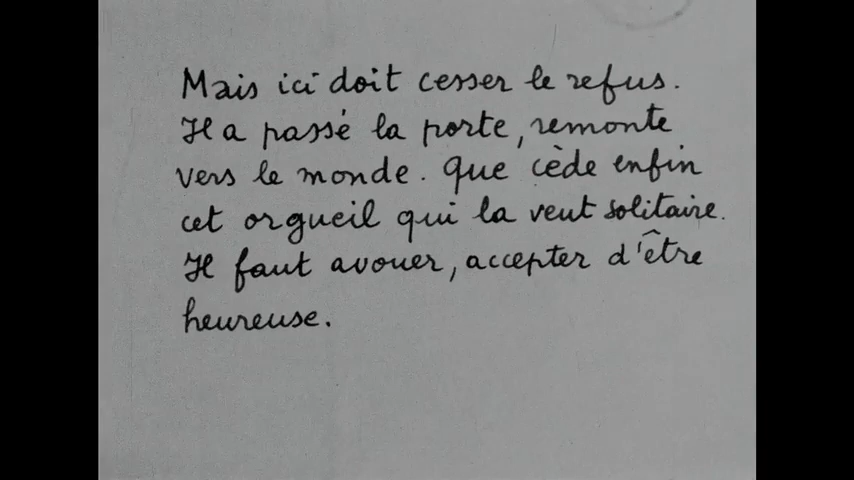 Mais ici doit cesser le refus.
Il a passé la porte, remonte
vers le monde. Que cède enfin
cet orgueil qui la veut solitaire.
Il faut avouer, accepter d'être
heureuse.